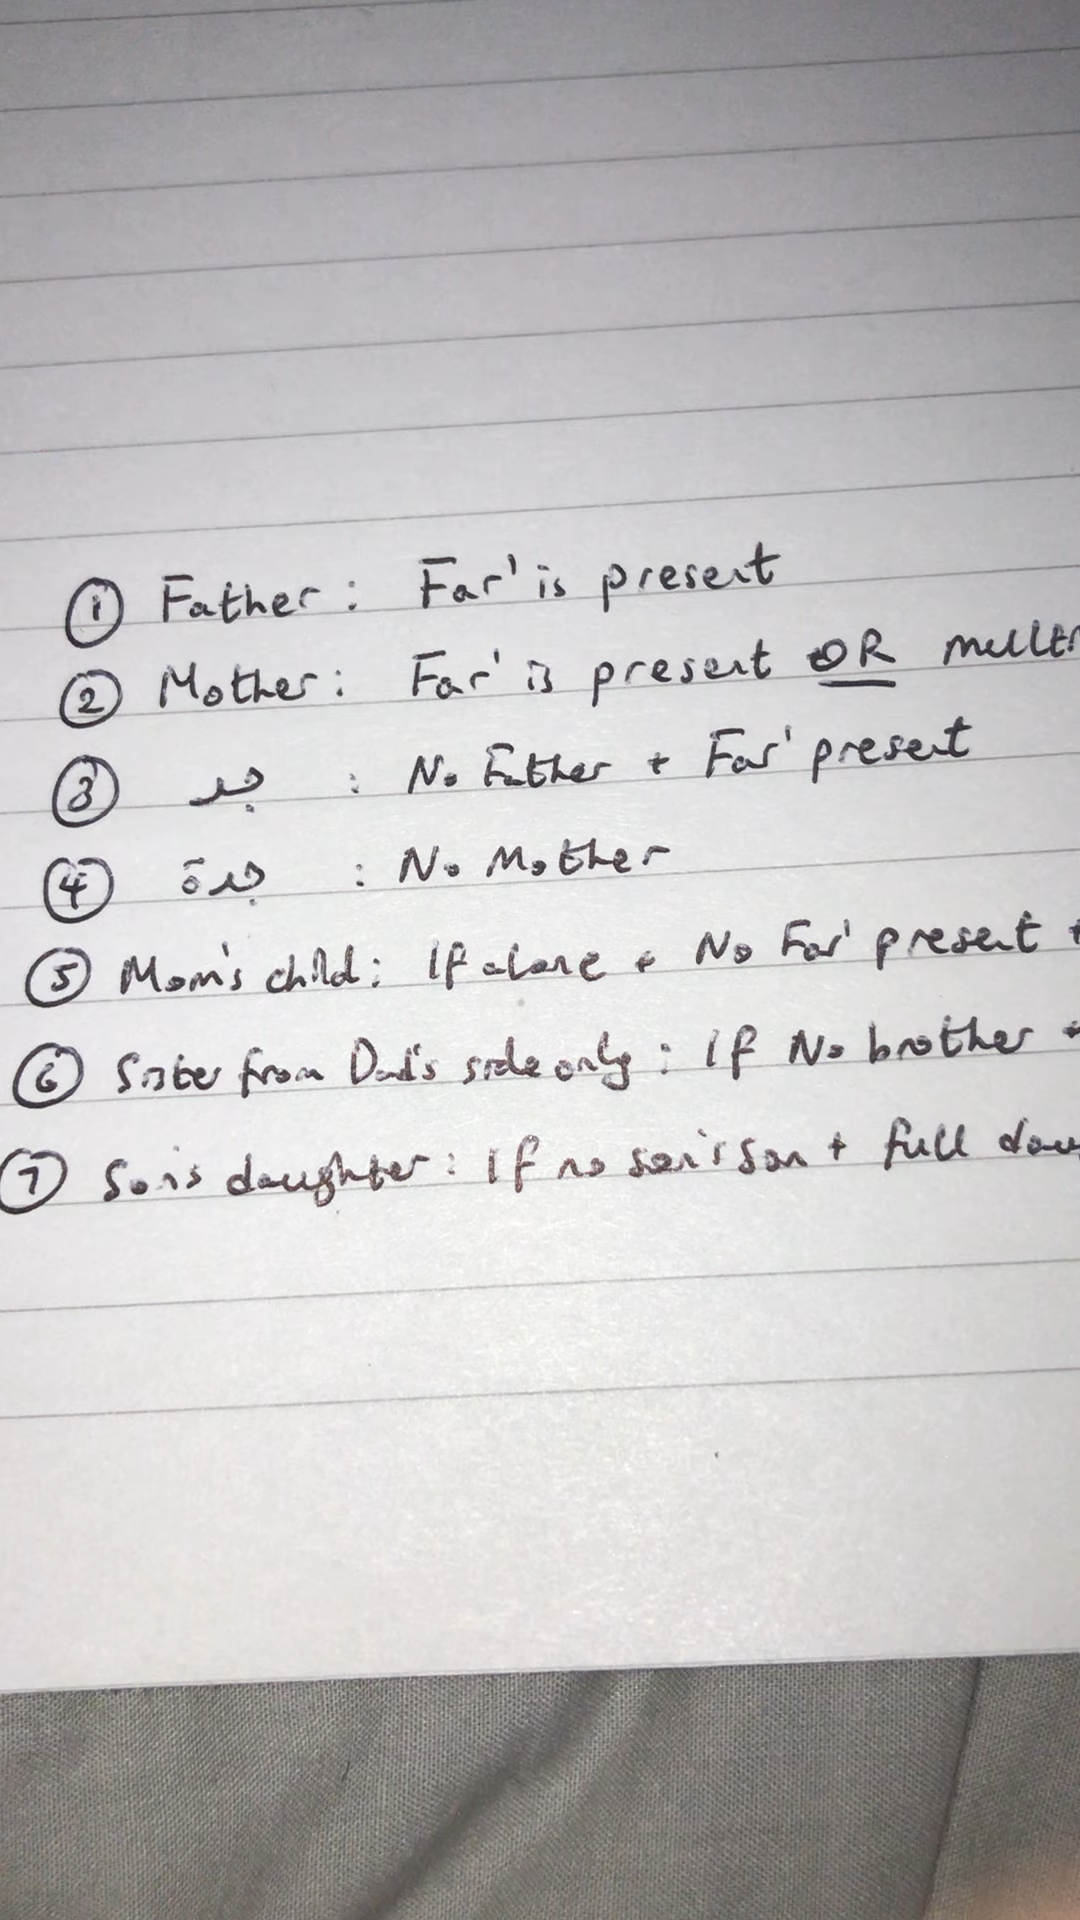 ① Father: Far' is present
② Mother: Far' is present OR
③ جد : No Father + Far' present
④ جدة : No Mother
⑤ Mom's child: If alone + No Far' present +
⑥ Sister from Dad's side only: If No brother +
⑦ Son's daughter: If no son's son + full